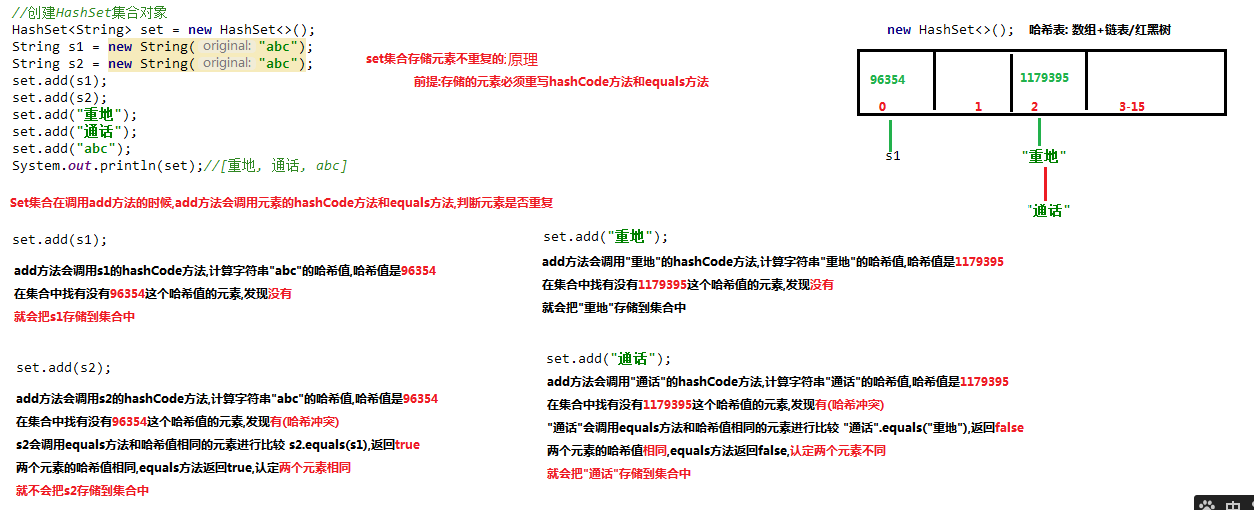 //创建HashSet集合对象
HashSet<String> set = new HashSet<>();
String s1 = new String( original: "abc");
String s2 = new String( original: "abc");
set.add(s1);
set.add(s2);
set.add("重地");
set.add("通话");
set.add("abc");
System.out.println(set);//[重地, 通话, abc]
set集合存储元素不重复的:原理
前提:存储的元素必须重写hashCode方法和equals方法
new HashSet<>(); 哈希表: 数组+链表/红黑树
96354 1179395
0 1 2 3-15
s1 "重地"
"通话"
Set集合在调用add方法的时候,add方法会调用元素的hashCode方法和equals方法,判断元素是否重复
set.add(s1);
add方法会调用s1的hashCode方法,计算字符串"abc"的哈希值,哈希值是96354
在集合中找有没有96354这个哈希值的元素,发现没有
就会把s1存储到集合中
set.add("重地");
add方法会调用"重地"的hashCode方法,计算字符串"重地"的哈希值,哈希值是1179395
在集合中找有没有1179395这个哈希值的元素,发现没有
就会把"重地"存储到集合中
set.add(s2);
add方法会调用s2的hashCode方法,计算字符串"abc"的哈希值,哈希值是96354
在集合中找有没有96354这个哈希值的元素,发现有(哈希冲突)
s2会调用equals方法和哈希值相同的元素进行比较 s2.equals(s1),返回true
两个元素的哈希值相同,equals方法返回true,认定两个元素相同
就不会把s2存储到集合中
set.add("通话");
add方法会调用"通话"的hashCode方法,计算字符串"通话"的哈希值,哈希值是1179395
在集合中找有没有1179395这个哈希值的元素,发现有(哈希冲突)
"通话"会调用equals方法和哈希值相同的元素进行比较 "通话".equals("重地"),返回false
两个元素的哈希值相同,equals方法返回false,认定两个元素不同
就会把"通话"存储到集合中
中